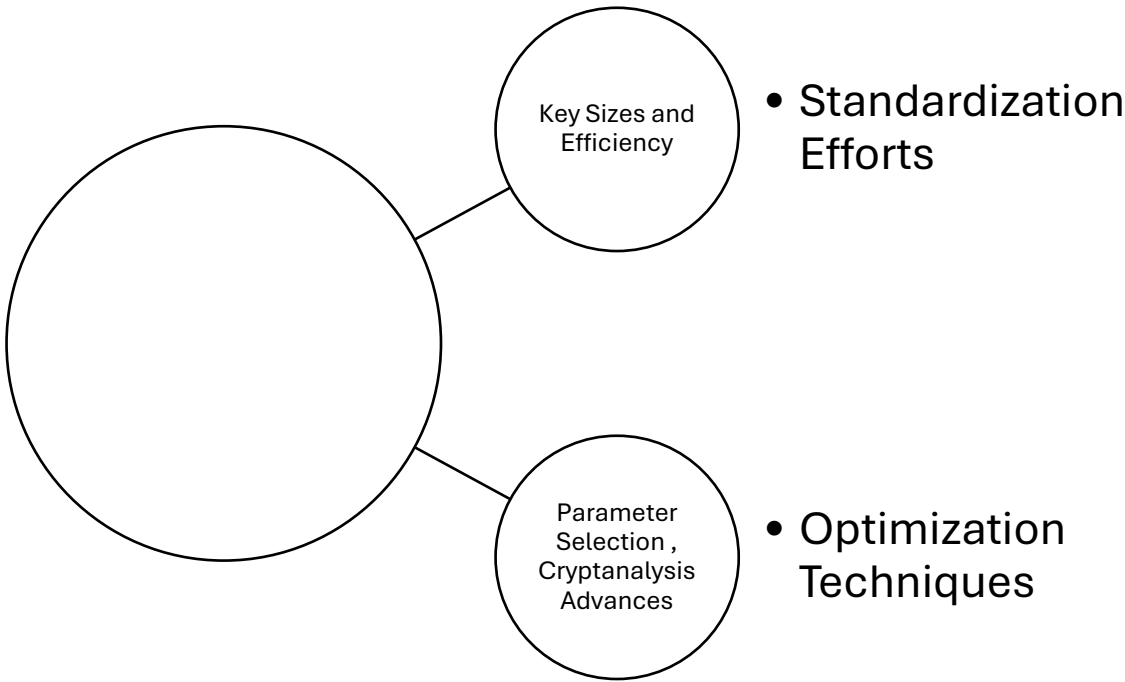 Key Sizes and
Efficiency
• Standardization
Efforts
Parameter
Selection ,
Cryptanalysis
Advances
• Optimization
Techniques